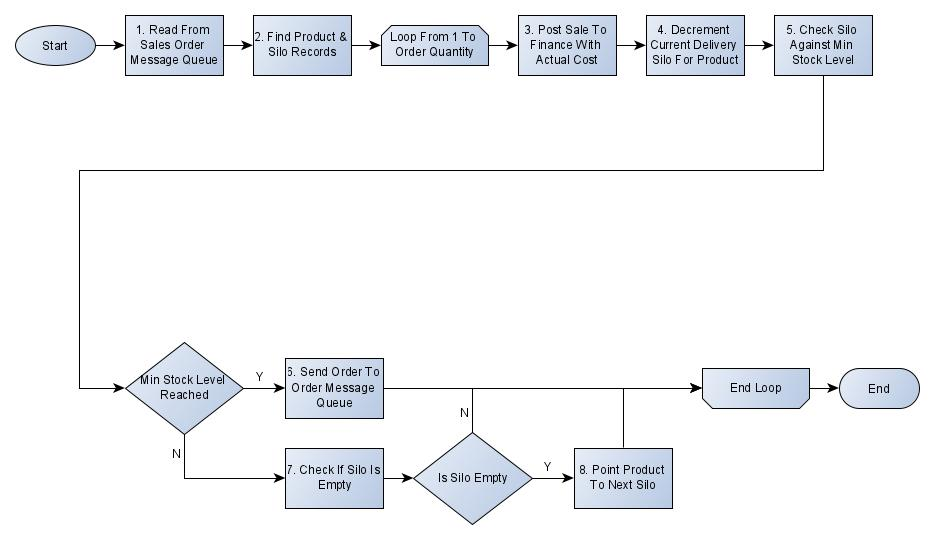 Start
1. Read From
Sales Order
Message Queue
2. Find Product &
Silo Records
Loop From 1 To
Order Quantity
3. Post Sale To
Finance With
Actual Cost
4. Decrement
Current Delivery
Silo For Product
5. Check Silo
Against Min
Stock Level
Min Stock Level
Reached
Y
6. Send Order To
Order Message
Queue
End Loop
End
N
7. Check If Silo Is
Empty
N
Is Silo Empty
Y
8. Point Product
To Next Silo